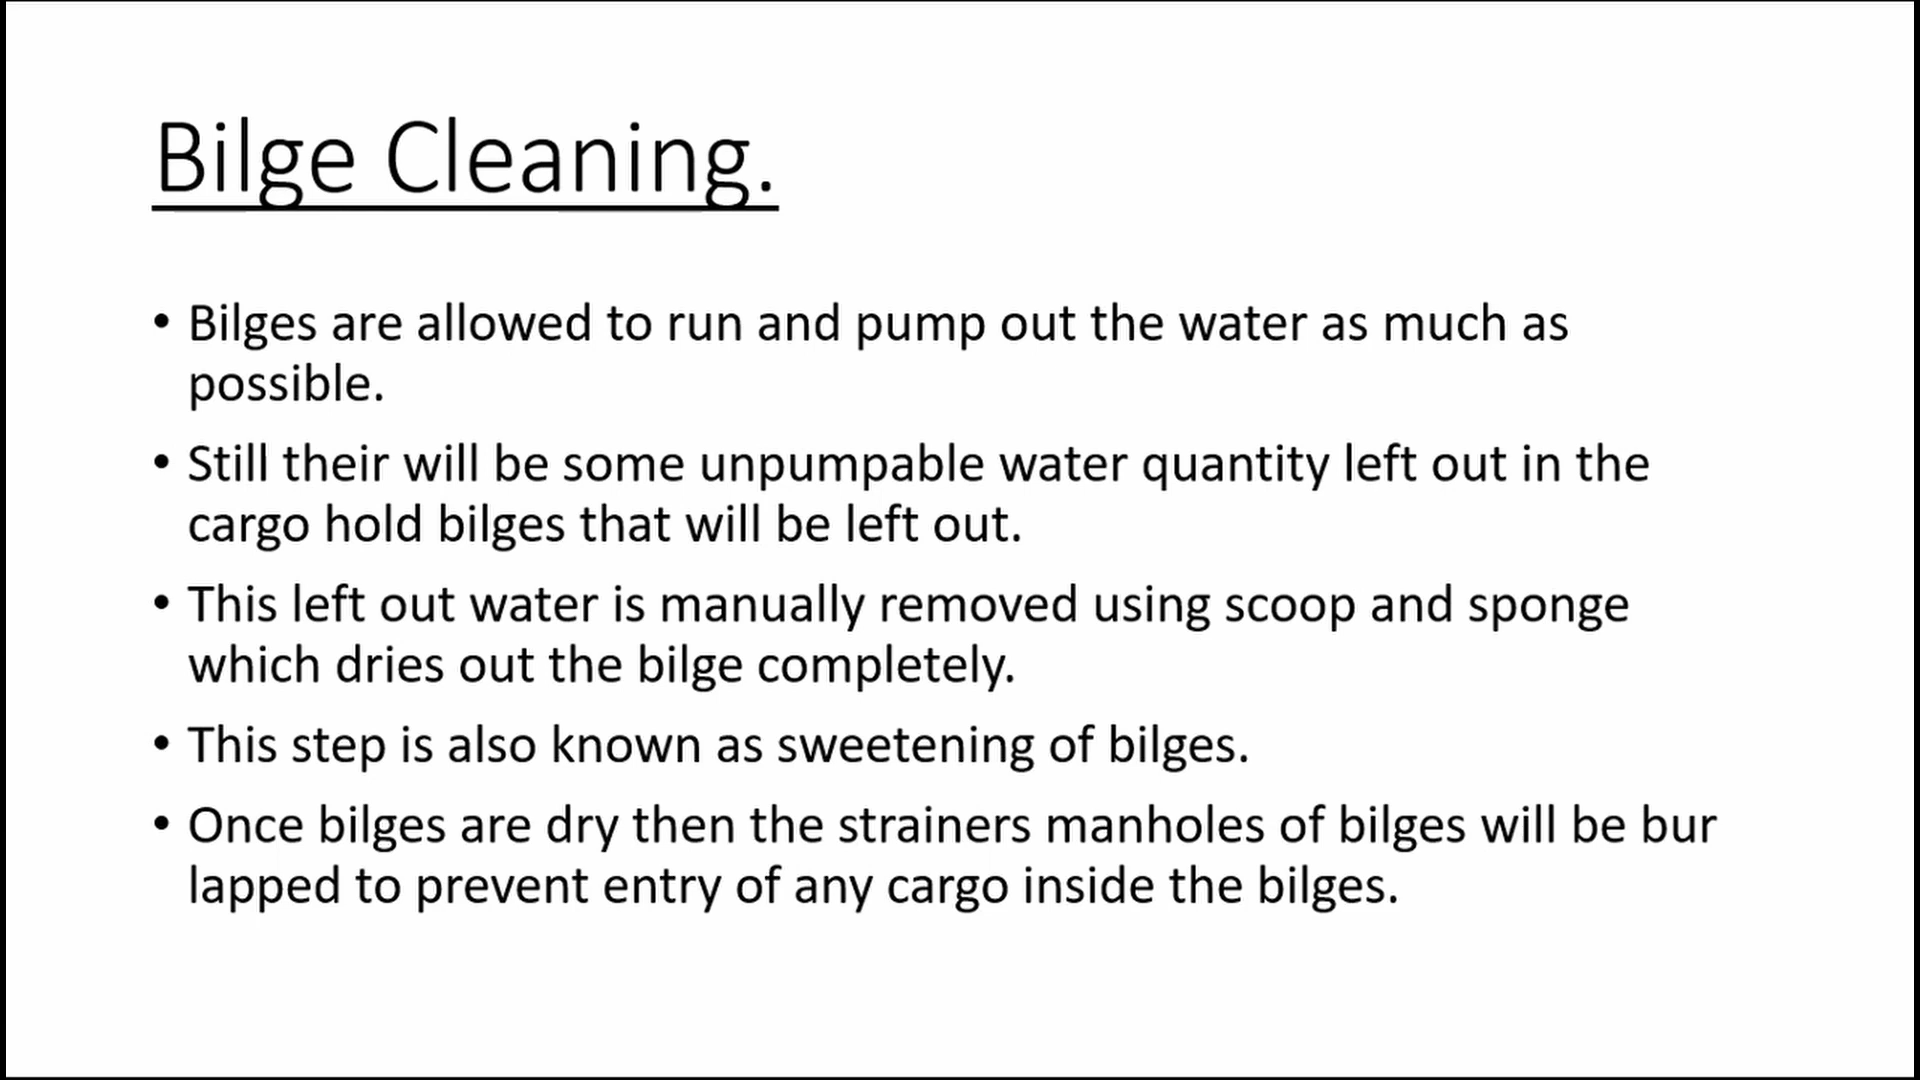 Bilge Cleaning.
• Bilges are allowed to run and pump out the water as much as
possible.
• Still their will be some unpumpable water quantity left out in the
cargo hold bilges that will be left out.
• This left out water is manually removed using scoop and sponge
which dries out the bilge completely.
• This step is also known as sweetening of bilges.
• Once bilges are dry then the strainers manholes of bilges will be bur
lapped to prevent entry of any cargo inside the bilges.